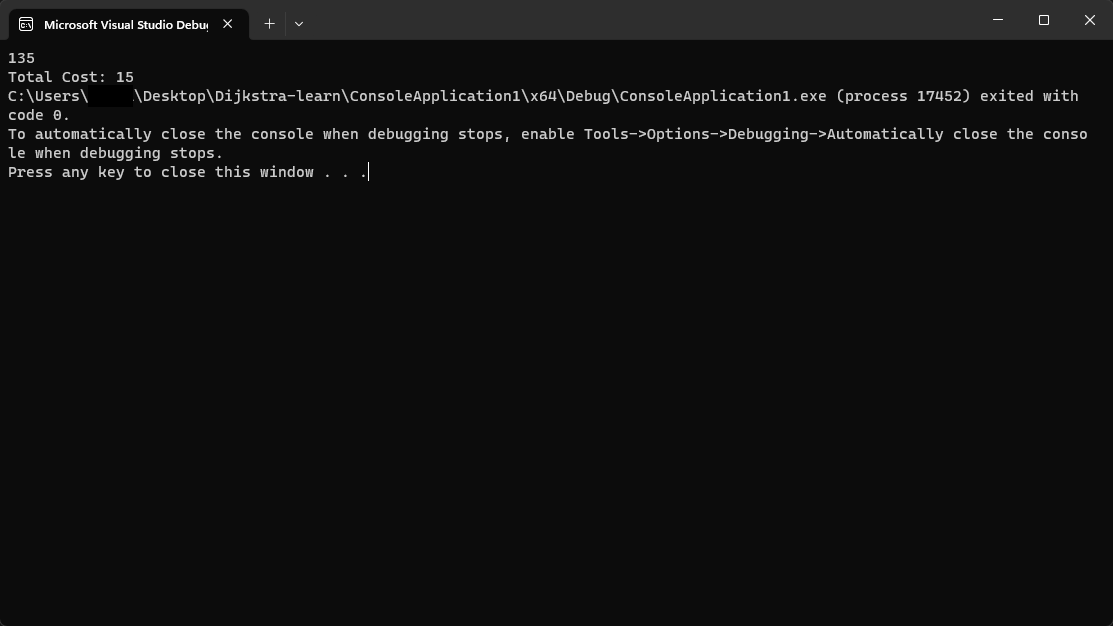 Microsoft Visual Studio Debu
135
Total Cost: 15
C:\Users\ \Desktop\Dijkstra-learn\ConsoleApplication1\x64\Debug\ConsoleApplication1.exe (process 17452) exited with
code 0.
To automatically close the console when debugging stops, enable Tools->Options->Debugging->Automatically close the conso
le when debugging stops.
Press any key to close this window . . .